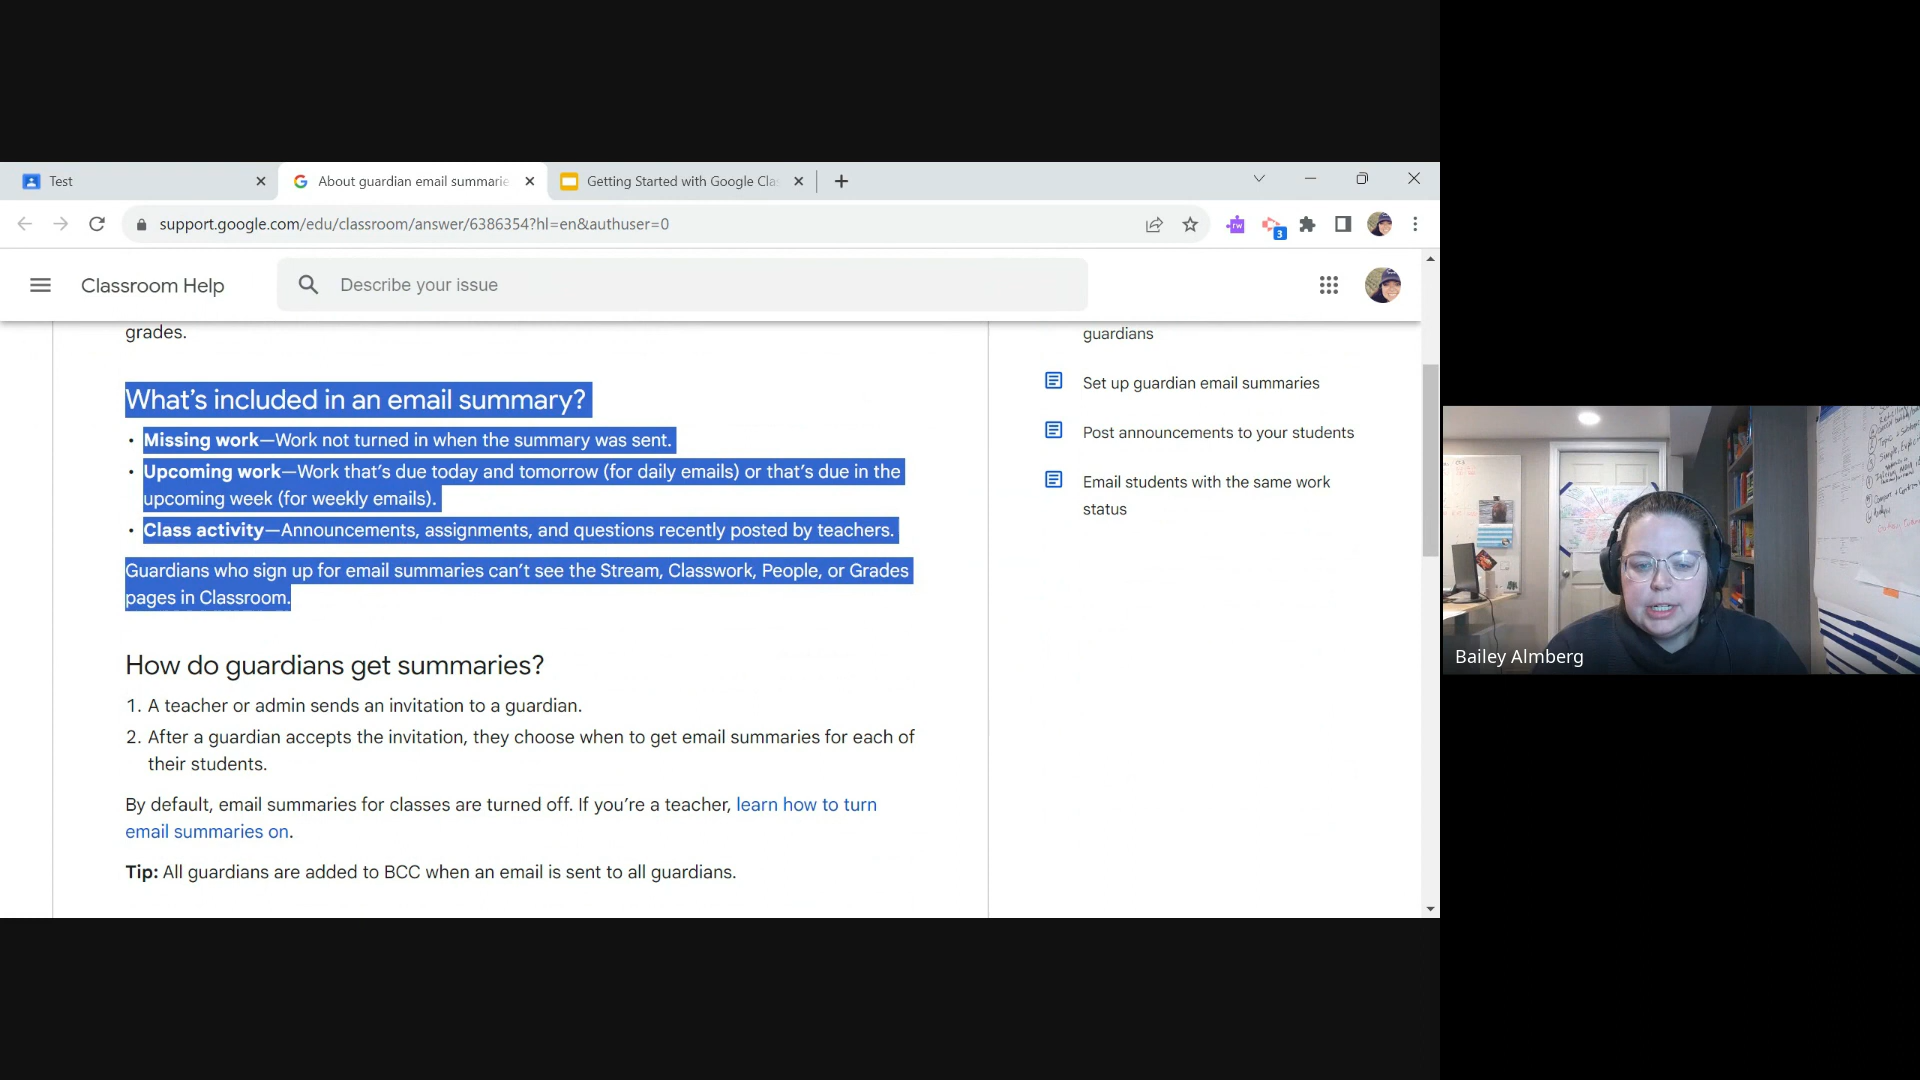 Test
About guardian email summarie
Getting Started with Google Cla
support.google.com/edu/classroom/answer/6386354?hl=en&authuser=0
rw
3
Classroom Help
Describe your issue
grades.
What's included in an email summary?
• Missing work—Work not turned in when the summary was sent.
• Upcoming work—Work that's due today and tomorrow (for daily emails) or that's due in the
upcoming week (for weekly emails).
• Class activity—Announcements, assignments, and questions recently posted by teachers.
Guardians who sign up for email summaries can't see the Stream, Classwork, People, or Grades
pages in Classroom.
How do guardians get summaries?
1. A teacher or admin sends an invitation to a guardian.
2. After a guardian accepts the invitation, they choose when to get email summaries for each of
their students.
By default, email summaries for classes are turned off. If you're a teacher, learn how to turn
email summaries on.
Tip: All guardians are added to BCC when an email is sent to all guardians.
guardians
Set up guardian email summaries
Post announcements to your students
Email students with the same work
status
Bailey Almberg